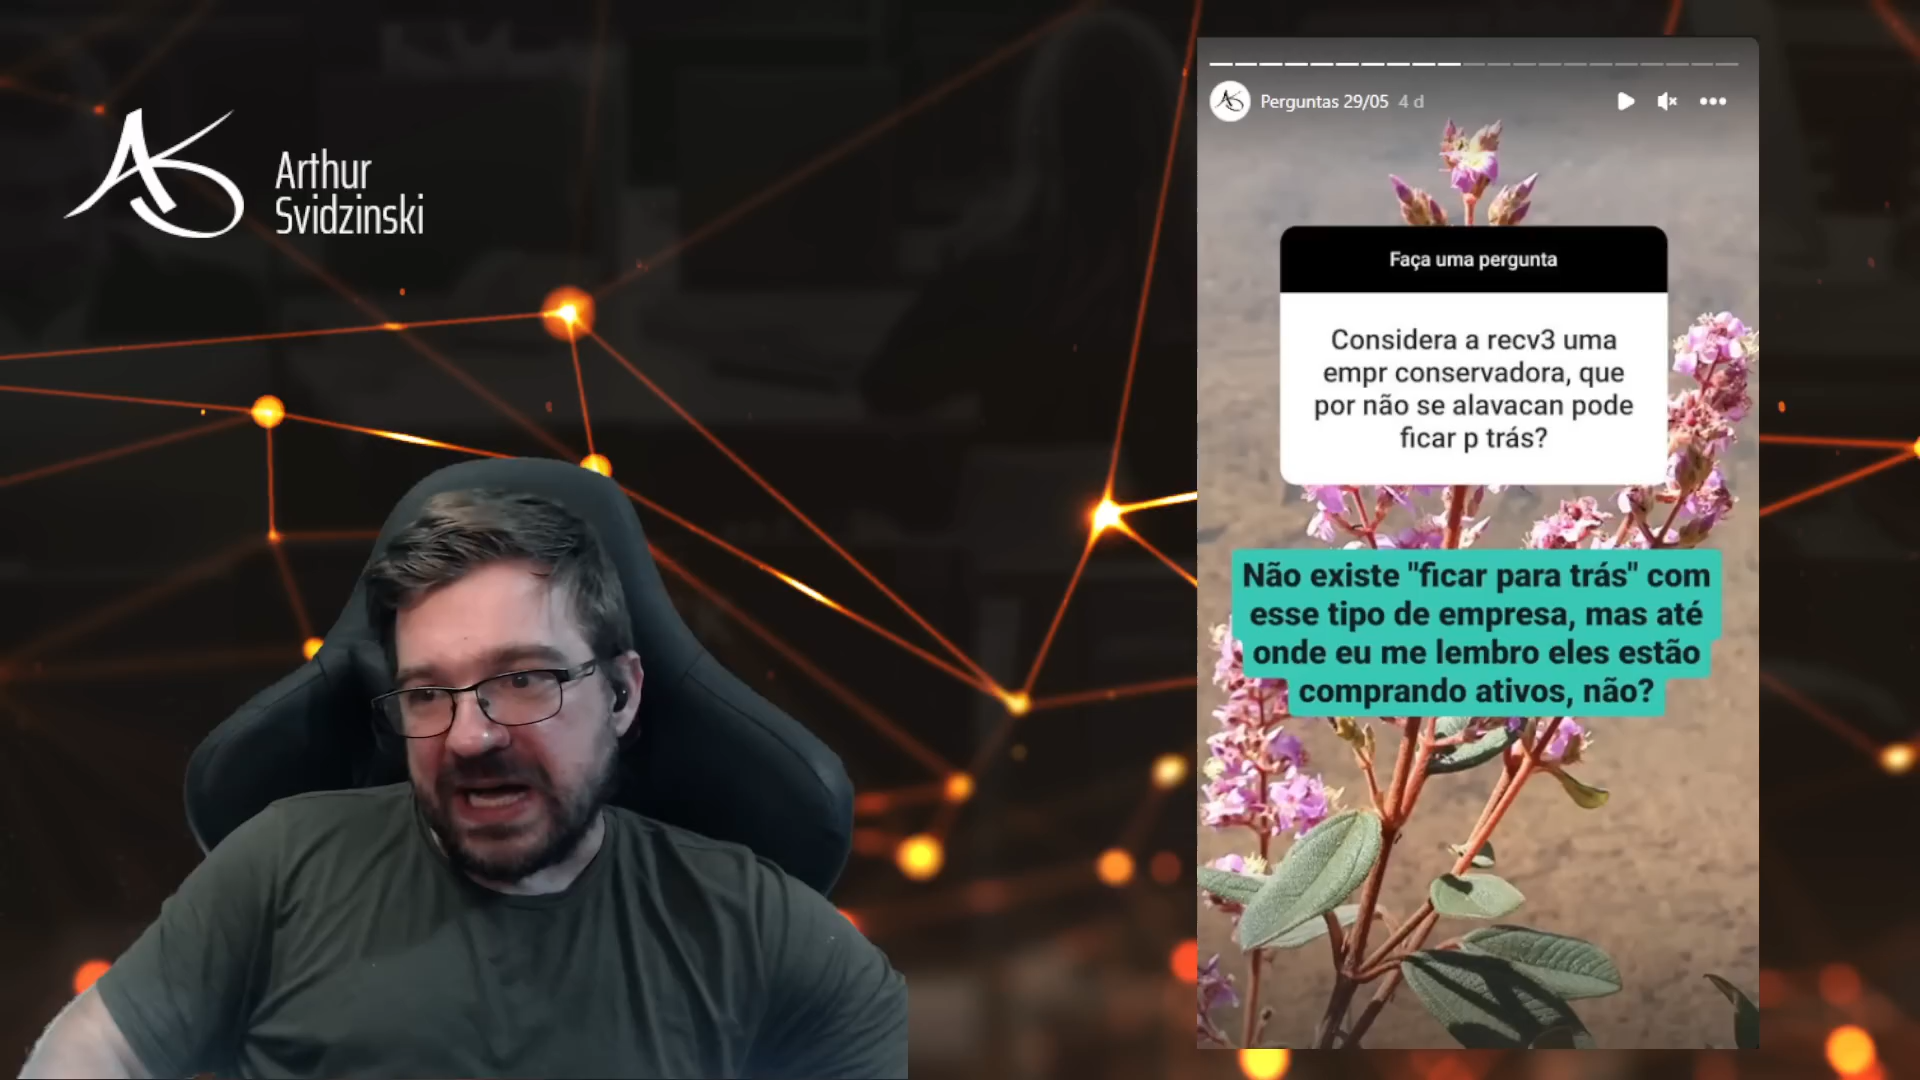 Arthur
Svidzinski
Perguntas 29/05 4 d
Faça uma pergunta
Considera a recv3 uma
empr conservadora, que
por não se alavacan pode
ficar p trás?
Não existe "ficar para trás" com
esse tipo de empresa, mas até
onde eu me lembro eles estão
comprando ativos, não?